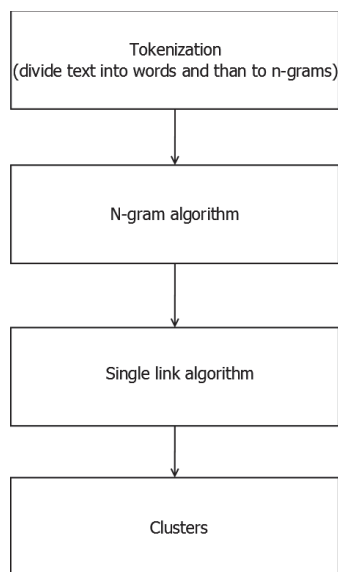 Tokenization
(divide text into words and than to n-grams)
N-gram algorithm
Single link algorithm
Clusters